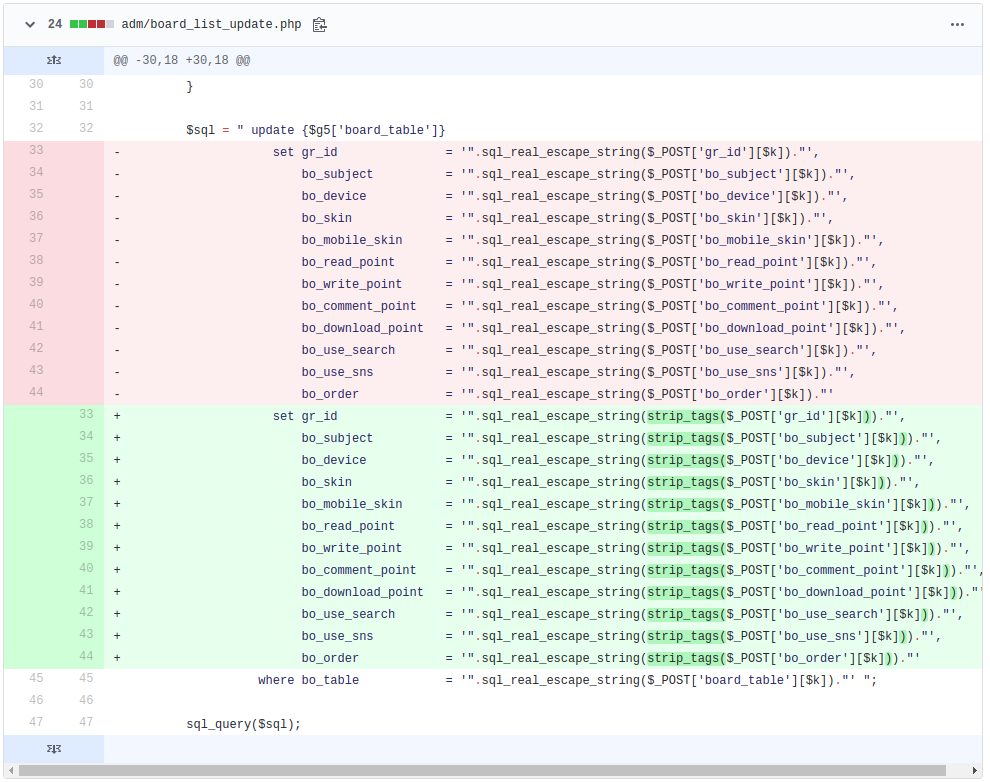 24 adm/board_list_update.php
@@ -30,18 +30,18 @@
30 30 }
31 31
32 32 $sql = " update {$g5['board_table']}
33 - set gr_id = '".sql_real_escape_string($_POST['gr_id'][$k])."',
34 - bo_subject = '".sql_real_escape_string($_POST['bo_subject'][$k])."',
35 - bo_device = '".sql_real_escape_string($_POST['bo_device'][$k])."',
36 - bo_skin = '".sql_real_escape_string($_POST['bo_skin'][$k])."',
37 - bo_mobile_skin = '".sql_real_escape_string($_POST['bo_mobile_skin'][$k])."',
38 - bo_read_point = '".sql_real_escape_string($_POST['bo_read_point'][$k])."',
39 - bo_write_point = '".sql_real_escape_string($_POST['bo_write_point'][$k])."',
40 - bo_comment_point = '".sql_real_escape_string($_POST['bo_comment_point'][$k])."',
41 - bo_download_point = '".sql_real_escape_string($_POST['bo_download_point'][$k])."',
42 - bo_use_search = '".sql_real_escape_string($_POST['bo_use_search'][$k])."',
43 - bo_use_sns = '".sql_real_escape_string($_POST['bo_use_sns'][$k])."',
44 - bo_order = '".sql_real_escape_string($_POST['bo_order'][$k])."'
33 + set gr_id = '".sql_real_escape_string(strip_tags($_POST['gr_id'][$k]))."',
34 + bo_subject = '".sql_real_escape_string(strip_tags($_POST['bo_subject'][$k]))."',
35 + bo_device = '".sql_real_escape_string(strip_tags($_POST['bo_device'][$k]))."',
36 + bo_skin = '".sql_real_escape_string(strip_tags($_POST['bo_skin'][$k]))."',
37 + bo_mobile_skin = '".sql_real_escape_string(strip_tags($_POST['bo_mobile_skin'][$k]))."',
38 + bo_read_point = '".sql_real_escape_string(strip_tags($_POST['bo_read_point'][$k]))."',
39 + bo_write_point = '".sql_real_escape_string(strip_tags($_POST['bo_write_point'][$k]))."',
40 + bo_comment_point = '".sql_real_escape_string(strip_tags($_POST['bo_comment_point'][$k]))."',
41 + bo_download_point = '".sql_real_escape_string(strip_tags($_POST['bo_download_point'][$k]))."'
42 + bo_use_search = '".sql_real_escape_string(strip_tags($_POST['bo_use_search'][$k]))."',
43 + bo_use_sns = '".sql_real_escape_string(strip_tags($_POST['bo_use_sns'][$k]))."',
44 + bo_order = '".sql_real_escape_string(strip_tags($_POST['bo_order'][$k]))."'
45 45 where bo_table = '".sql_real_escape_string($_POST['board_table'][$k])."' ";
46 46
47 47 sql_query($sql);